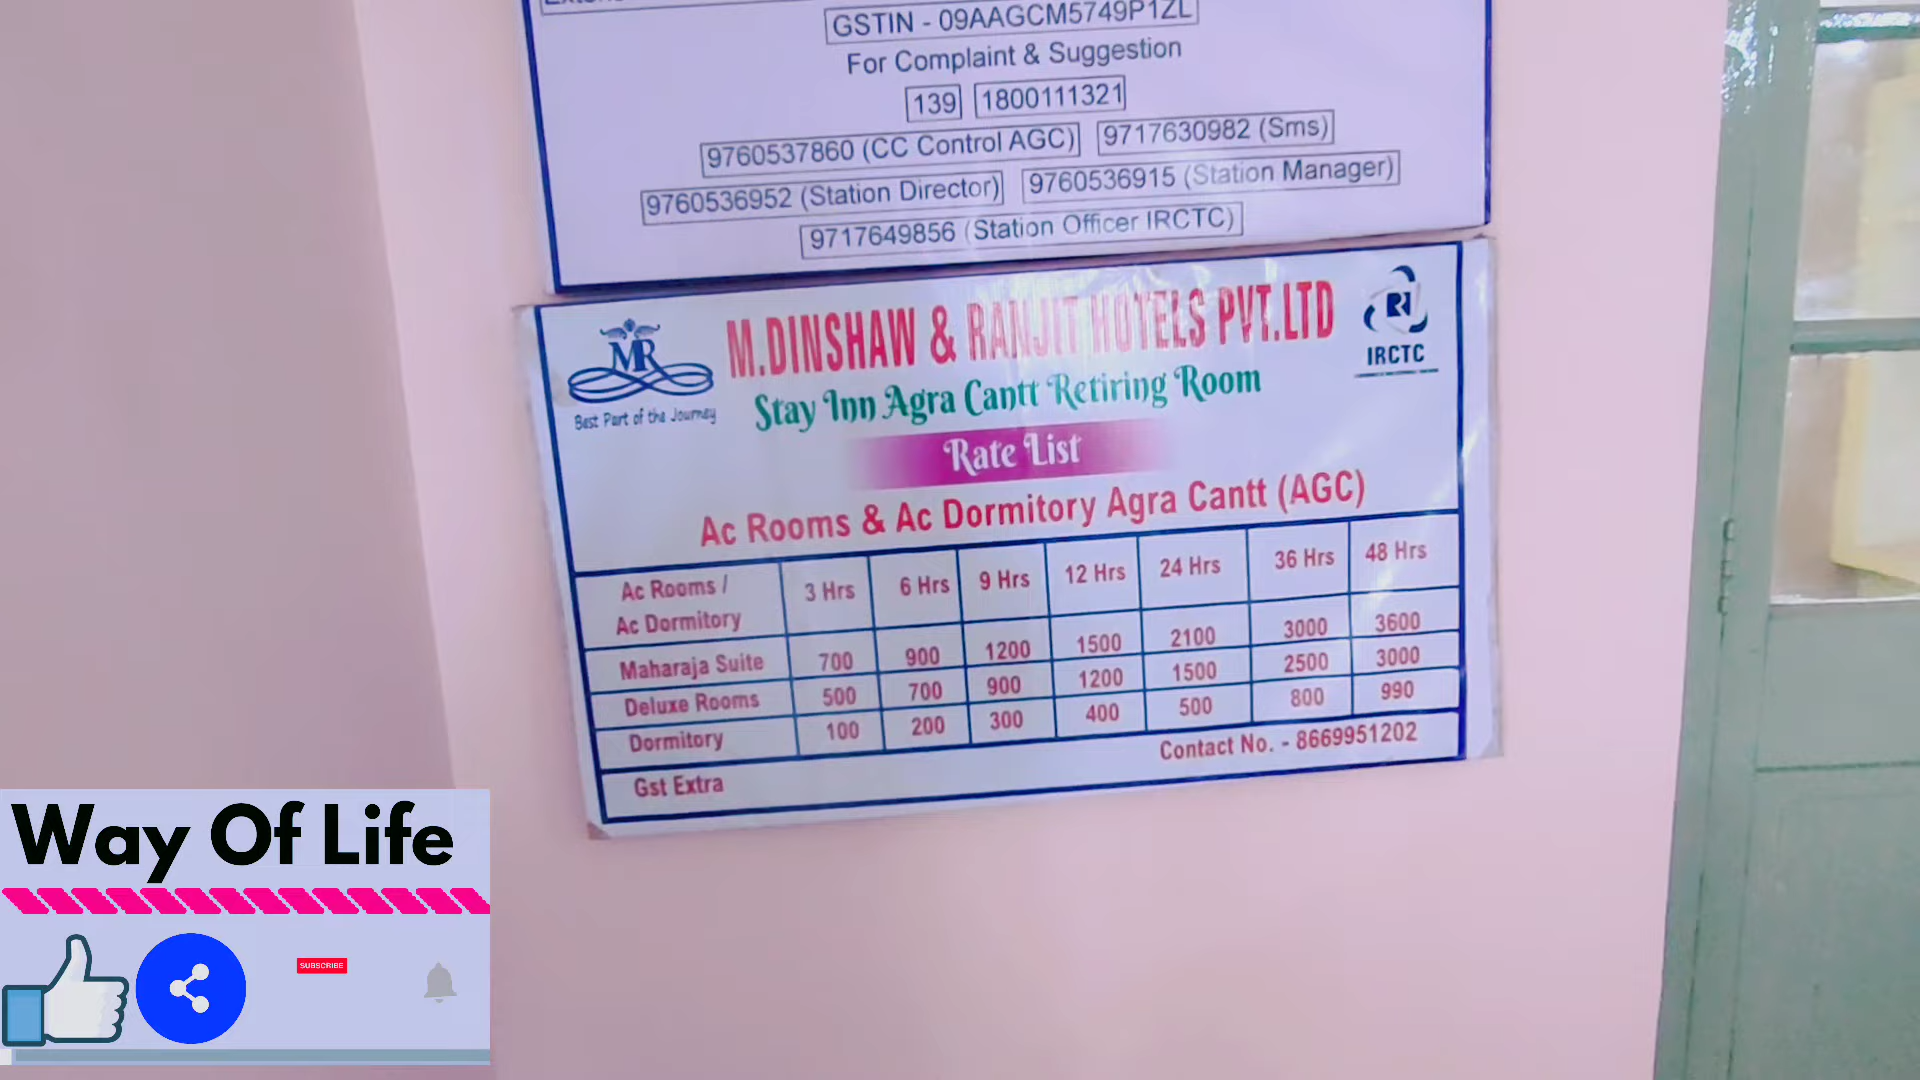 GSTIN - 09AAGCM5749P1ZL
For Complaint & Suggestion
139 1800111321
9760537860 (CC Control AGC) 9717630982 (Sms)
9760536952 (Station Director) 9760536915 (Station Manager)
9717649856 (Station Officer IRCTC)
M.DINSHAW & RANJIT HOTELS PVT.LTD
MR
Best Part of the Journey
IRCTC
Stay Inn Agra Cantt Retiring Room
Rate List
Ac Rooms & Ac Dormitory Agra Cantt (AGC)
Ac Rooms / Ac Dormitory 3 Hrs 6 Hrs 9 Hrs 12 Hrs 24 Hrs 36 Hrs 48 Hrs
Maharaja Suite 700 900 1200 1500 2100 3000 3600
Deluxe Rooms 500 700 900 1200 1500 2500 3000
Dormitory 100 200 300 400 500 800 990
Gst Extra Contact No. - 8669951202
Way Of Life
SUBSCRIBE